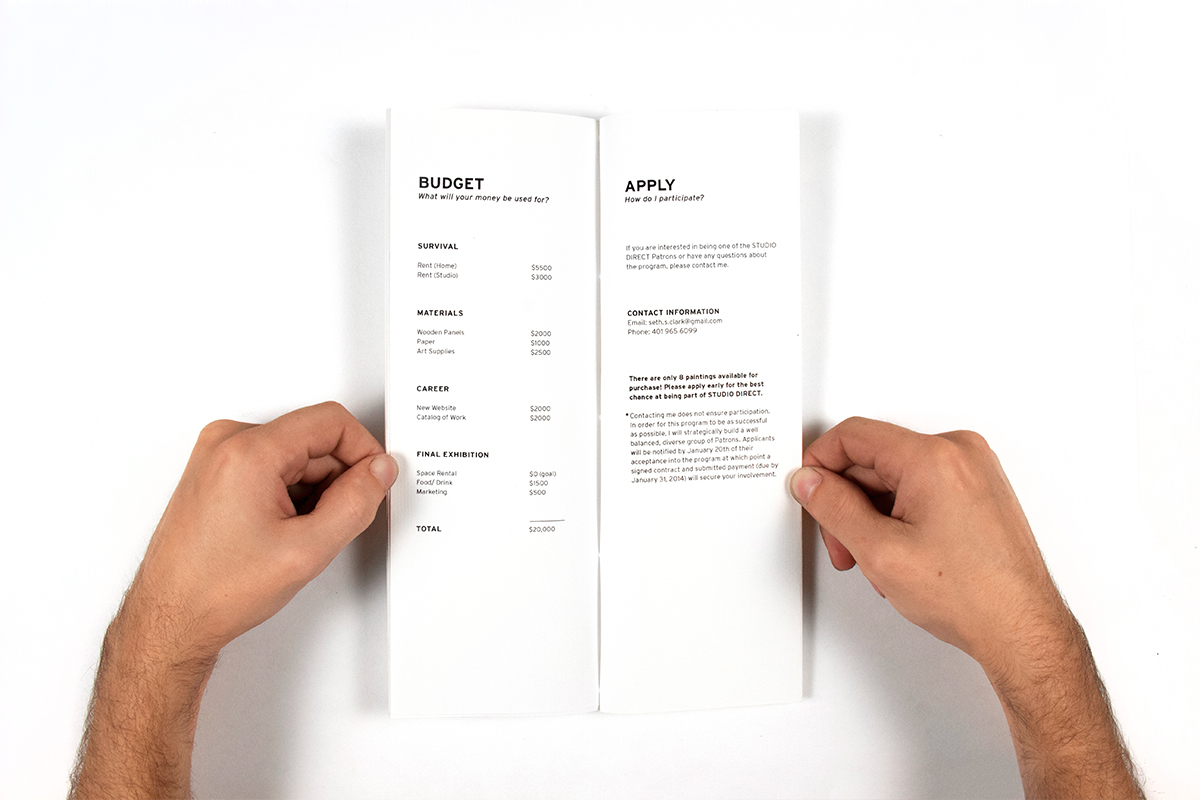 BUDGET
What will your money be used for?
SURVIVAL
Rent (Home) $5500
Rent (Studio) $3000
MATERIALS
Wooden Panels $2000
Paper $1000
Art Supplies $2500
CAREER
New Website $2000
Catalog of Work $2000
FINAL EXHIBITION
Space Rental $0 (goal)
Food/ Drink $1500
Marketing $500
TOTAL $20,000
APPLY
How do I participate?
If you are interested in being one of the STUDIO
DIRECT Patrons or have any questions about
the program, please contact me.
CONTACT INFORMATION
Email: seth.s.clark@gmail.com
Phone: 401 965 6099
There are only 8 paintings available for
purchase! Please apply early for the best
chance at being part of STUDIO DIRECT.
*Contacting me does not ensure participation.
In order for this program to be as successful
as possible, I will strategically build a well
balanced, diverse group of Patrons. Applicants
will be notified by January 20th of their
acceptance into the program at which point a
signed contract and submitted payment (due by
January 31, 2014) will secure your involvement.